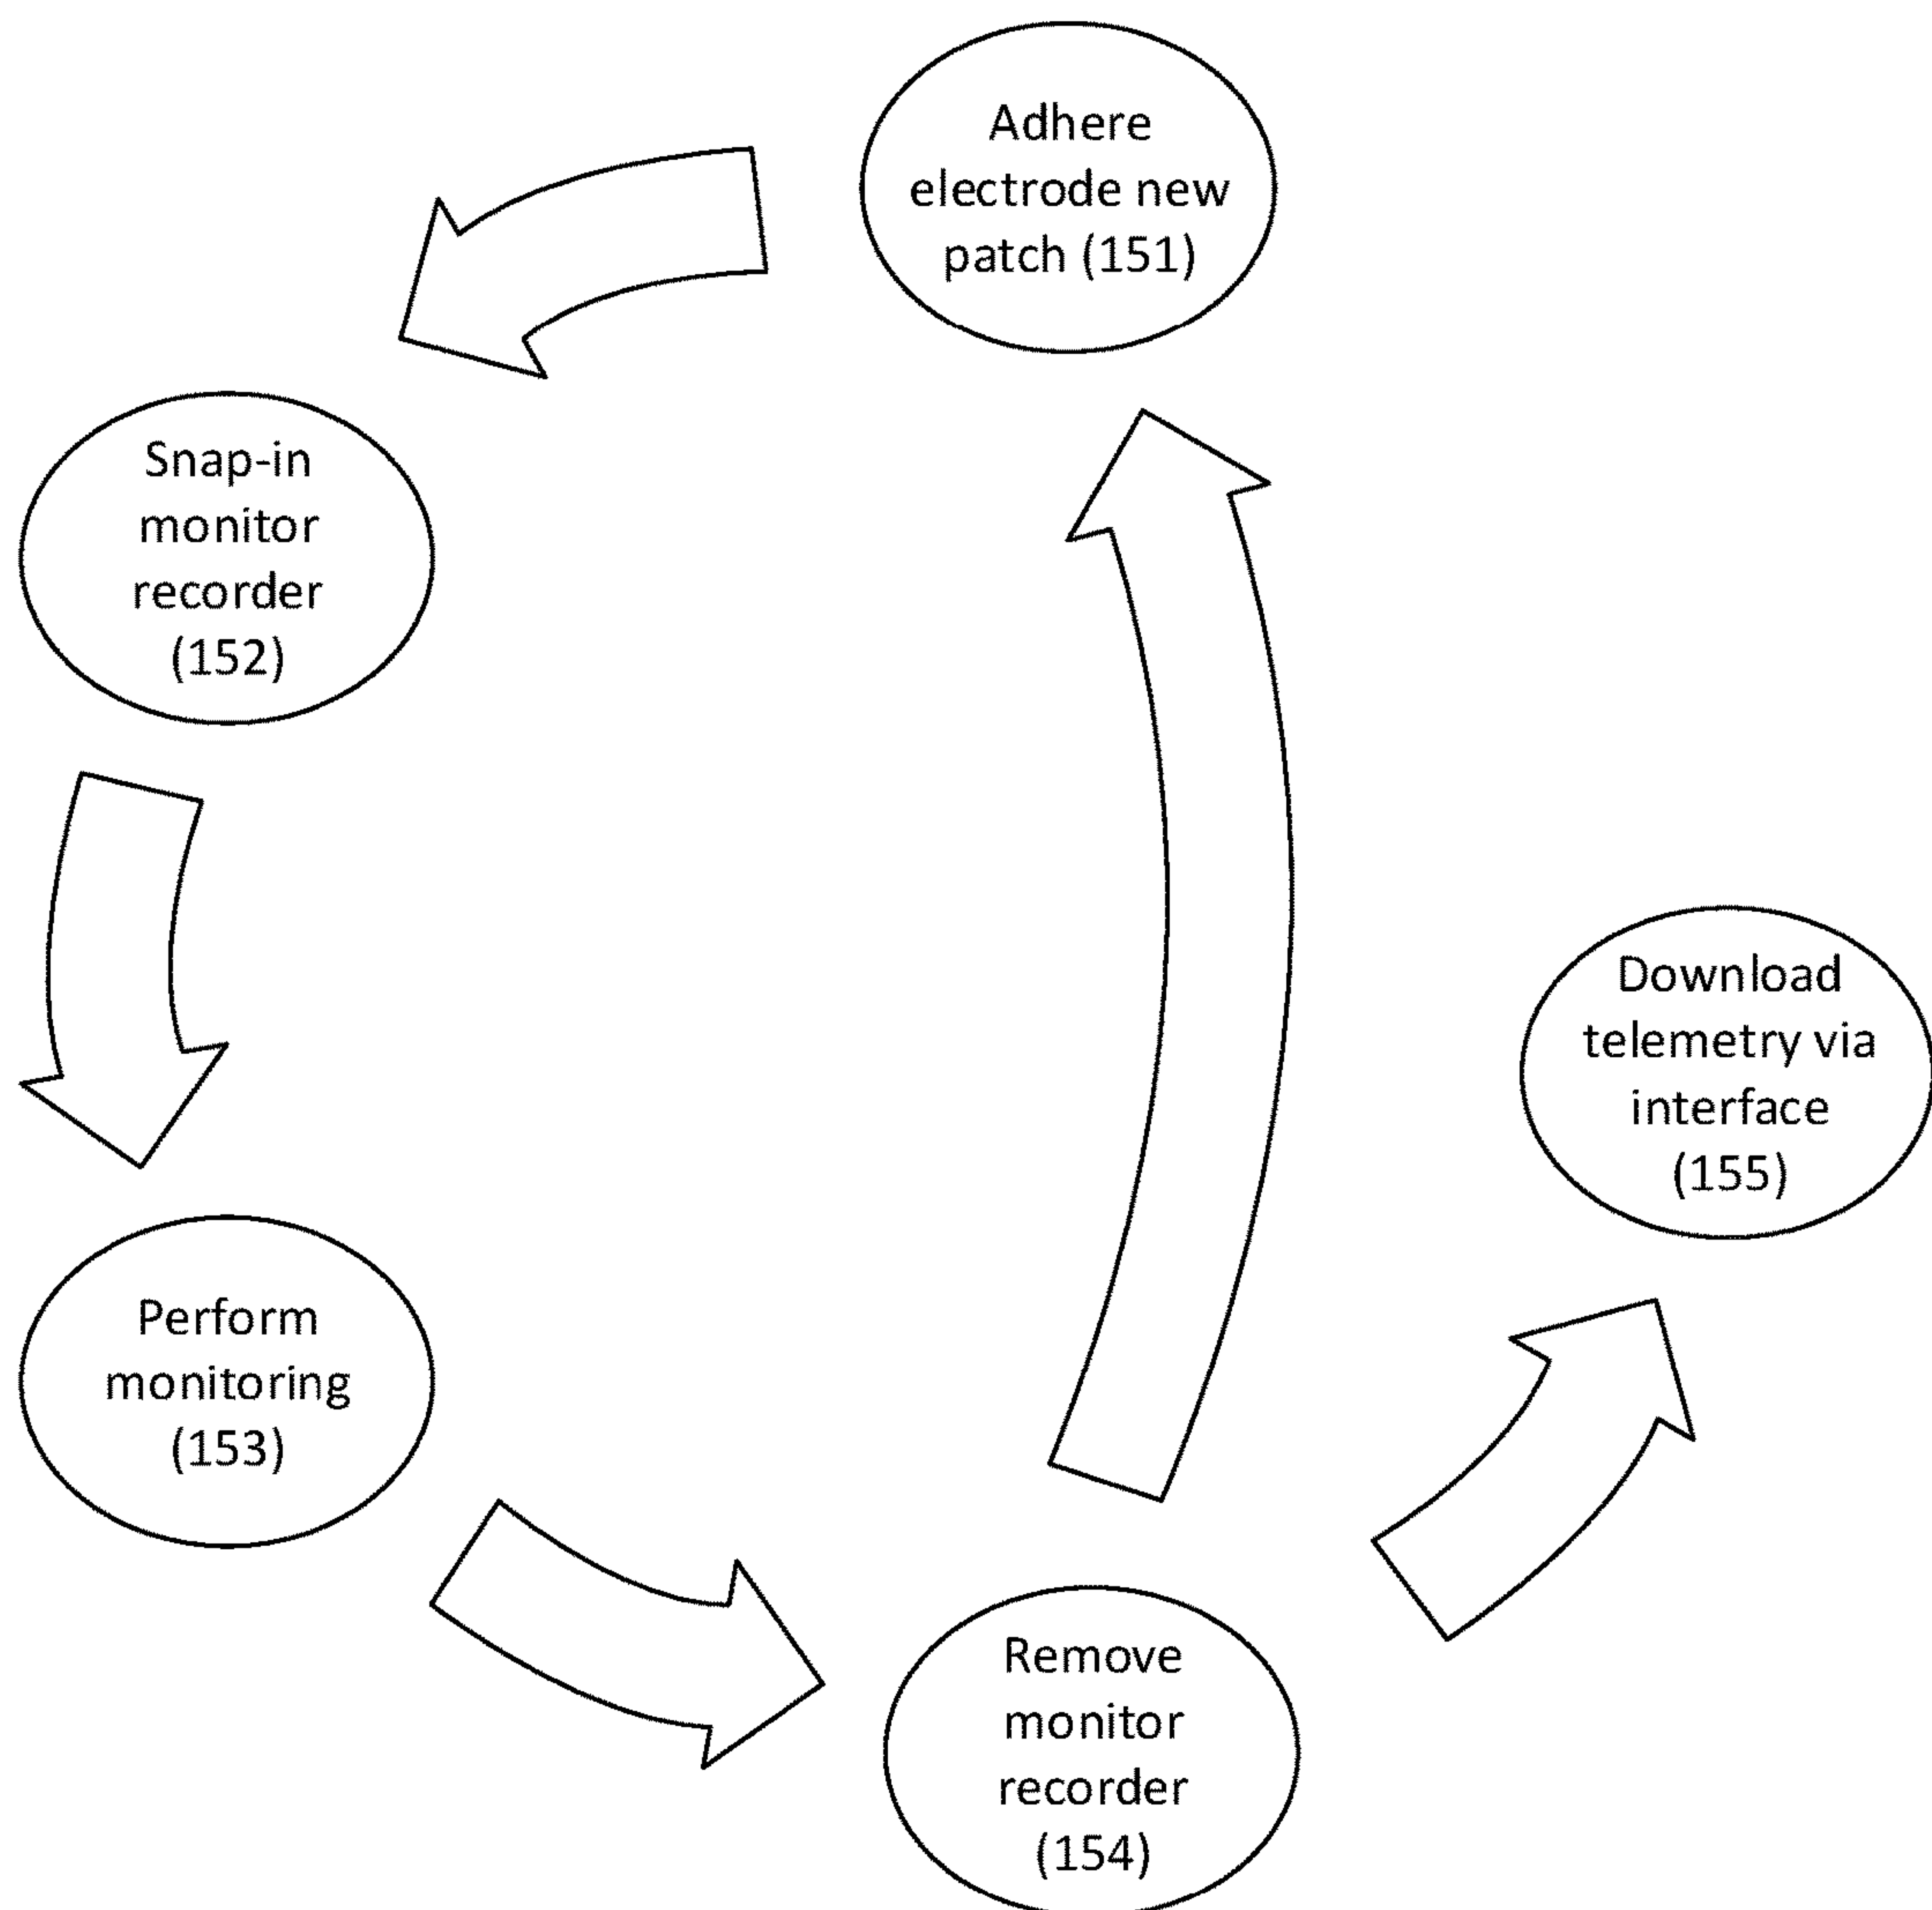 Adhere
electrode new
patch (151)
Snap-in
monitor
recorder
(152)
Perform
monitoring
(153)
Remove
monitor
recorder
(154)
Download
telemetry via
interface
(155)